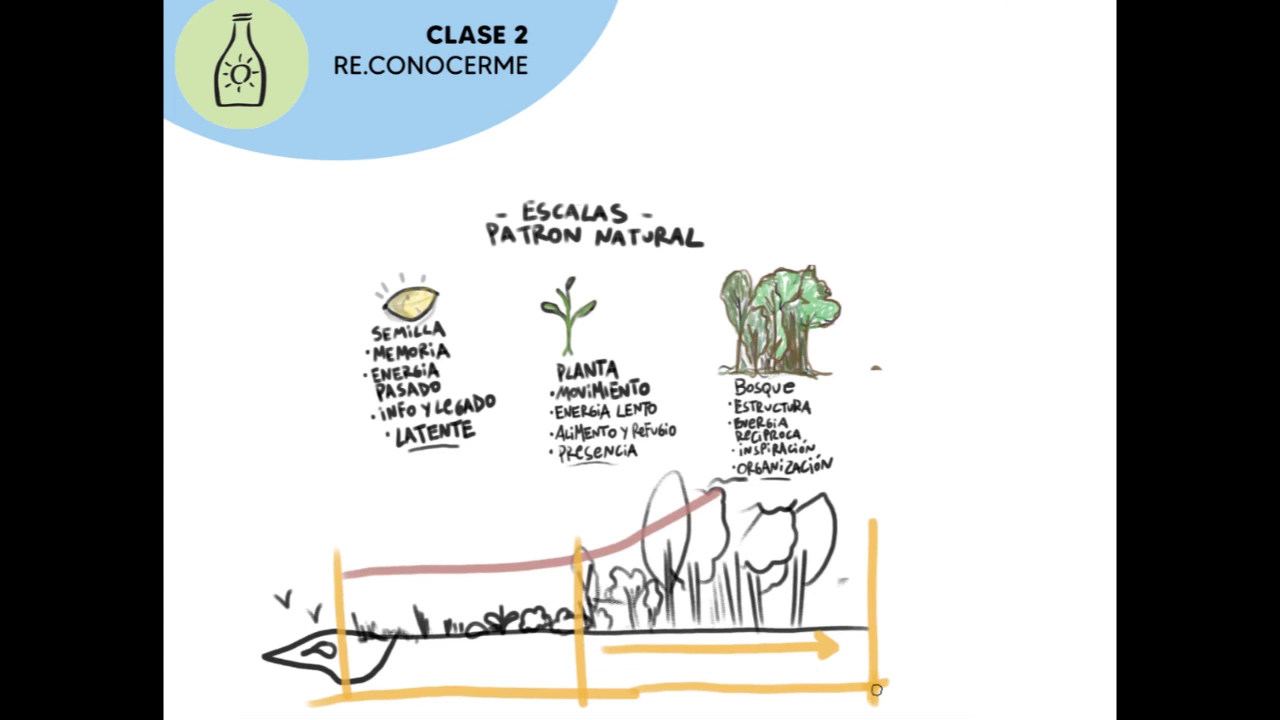 CLASE 2
RE.CONOCERME
- ESCALAS -
PATRON NATURAL
SEMILLA
• MEMORIA
• ENERGIA
PASADO
• INFO Y LEGADO
• LATENTE
PLANTA
• MOVIMIENTO
• ENERGIA LENTO
• ALIMENTO Y REFUGIO
• PRESENCIA
BOSQUE
• ESTRUCTURA
• ENERGIA
RECIPROCA
• INSPIRACIÓN
• ORGANIZACIÓN